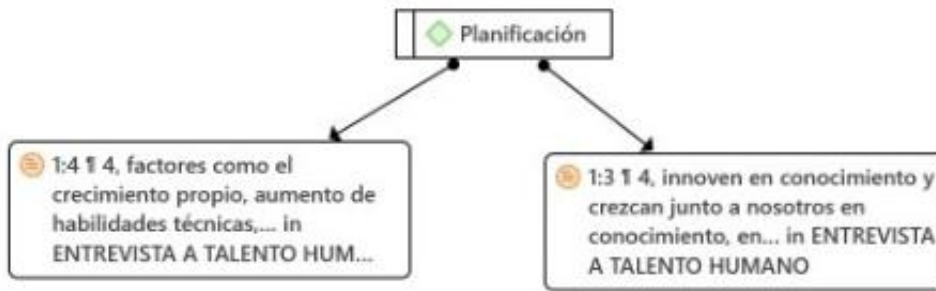 Planificación
1:4 ¶ 4, factores como el
crecimiento propio, aumento de
habilidades técnicas,... in
ENTREVISTA A TALENTO HUM...
1:3 ¶ 4, innoven en conocimiento y
crezcan junto a nosotros en
conocimiento, en... in ENTREVISTA
A TALENTO HUMANO